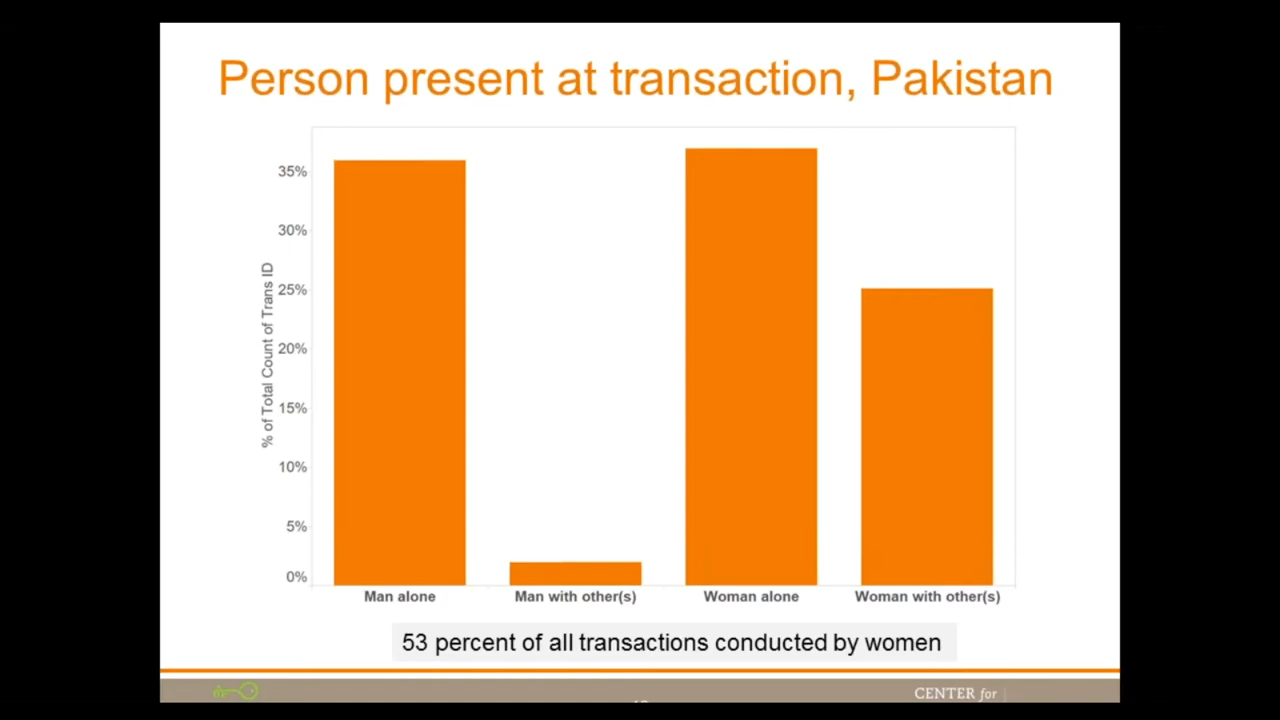 Person present at transaction, Pakistan
% of Total Count of Trans ID
35%
30%
25%
20%
15%
10%
5%
0%
Man alone
Man with other(s)
Woman alone
Woman with other(s)
53 percent of all transactions conducted by women
CENTER for